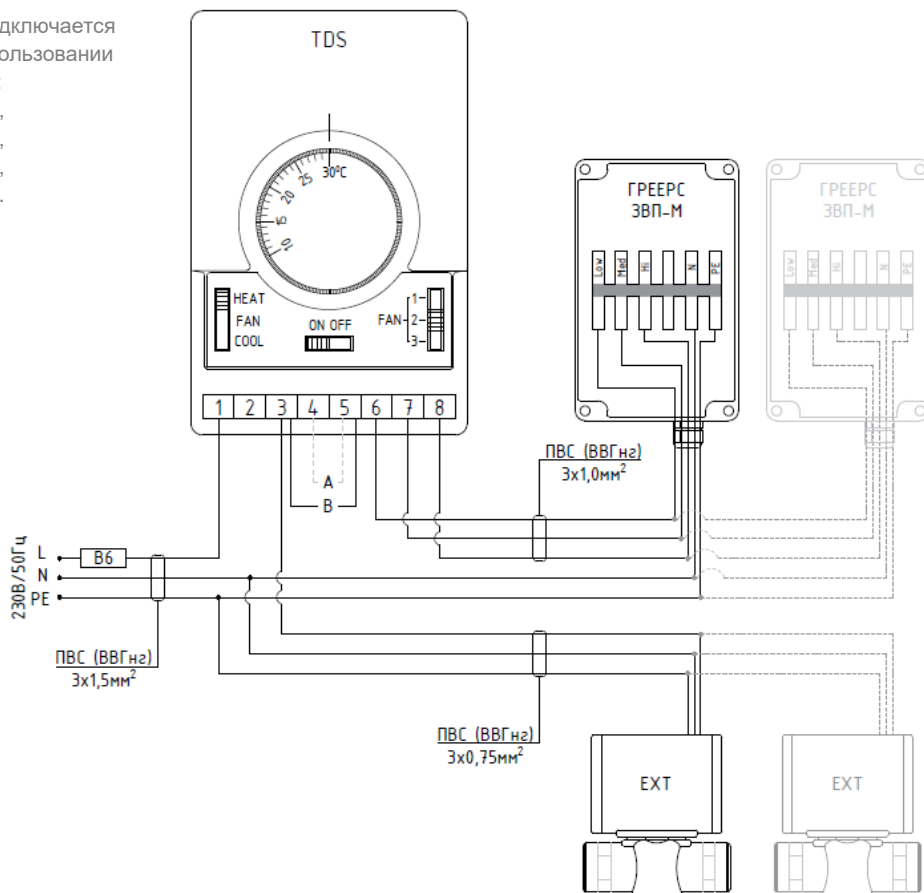 пользовании
TDS
30°C
25
20
15
10
HEAT
FAN
COOL
ON OFF
FAN
1
2
3
1 2 3 4 5 6 7 8
A
B
ГРЕЕРС
ЗВП-М
Low Med Hi N PE
ГРЕЕРС
ЗВП-М
Low Med Hi N PE
ПВС (ВВГнг)
3x1,0мм²
230В/50Гц
L
B6
N
PE
ПВС (ВВГнг)
3x1,5мм²
ПВС (ВВГнг)
3x0,75мм²
EXT
EXT